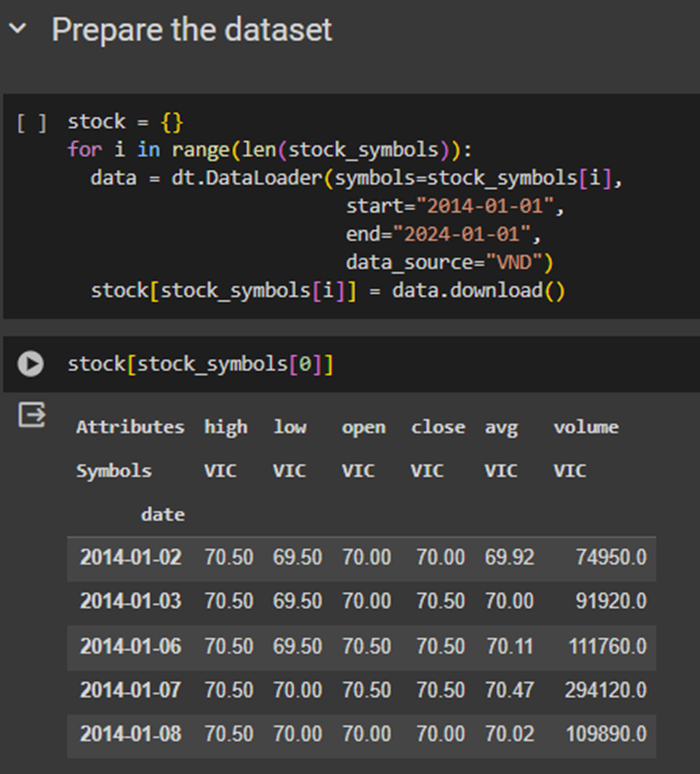 Prepare the dataset
[ ] stock = {}
for i in range(len(stock_symbols)):
data = dt.DataLoader(symbols=stock_symbols[i],
start="2014-01-01",
end="2024-01-01",
data_source="VND")
stock[stock_symbols[i]] = data.download()
stock[stock_symbols[0]]
Attributes high low open close avg volume
Symbols VIC VIC VIC VIC VIC VIC
date
2014-01-02 70.50 69.50 70.00 70.00 69.92 74950.0
2014-01-03 70.50 69.50 70.00 70.50 70.00 91920.0
2014-01-06 70.50 69.50 70.50 70.50 70.11 111760.0
2014-01-07 70.50 70.00 70.50 70.50 70.47 294120.0
2014-01-08 70.50 70.00 70.00 70.00 70.02 109890.0